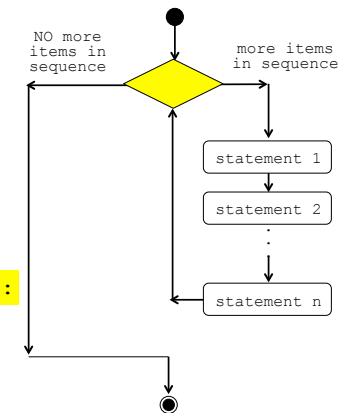 NO more
items in
sequence
more items
in sequence
statement 1
statement 2
.
.
.
statement n
: